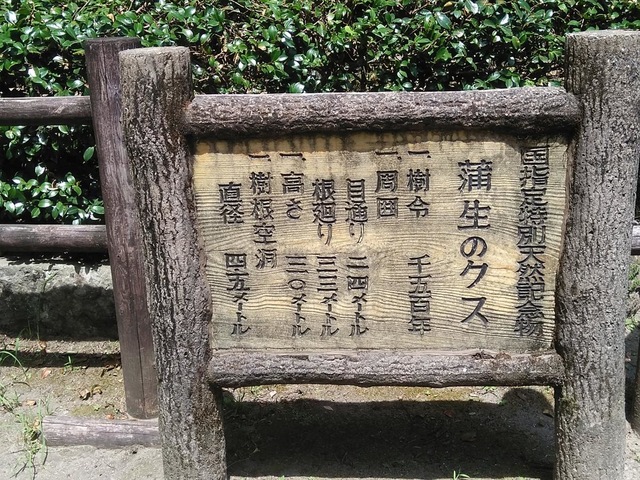 国指定特別天然記念物
蒲生のクス
一、樹令 千五百年
一、周囲
目通り 二四メートル
根廻り 三三メートル
一、高さ 三〇メートル
一、樹根空洞
直径 四・五メートル